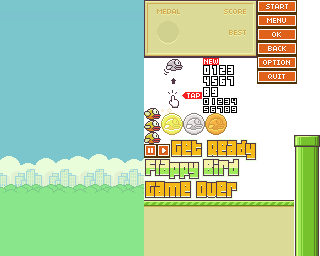 MEDAL SCORE
BEST
START
MENU
OK
BACK
OPTION
QUIT
NEW
0123
4567
89
01234
56789
TAP
Get Ready
Flappy Bird
Game Over